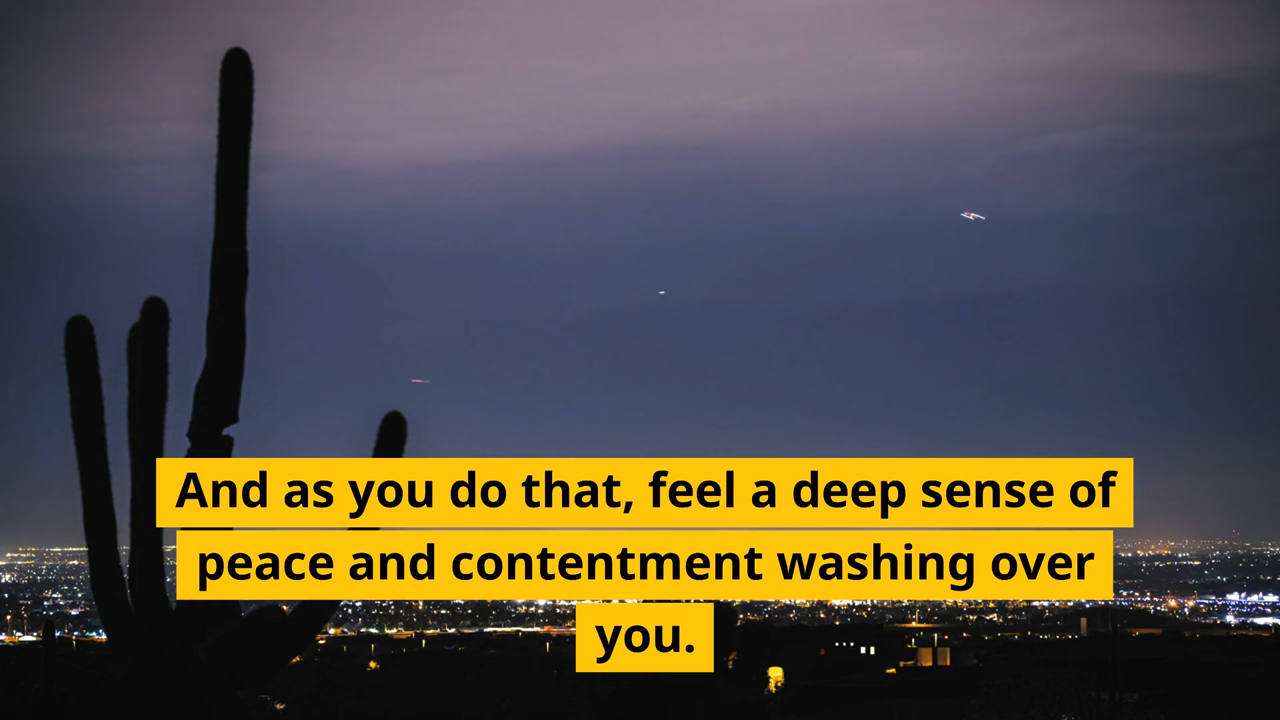 And as you do that, feel a deep sense of
peace and contentment washing over
you.